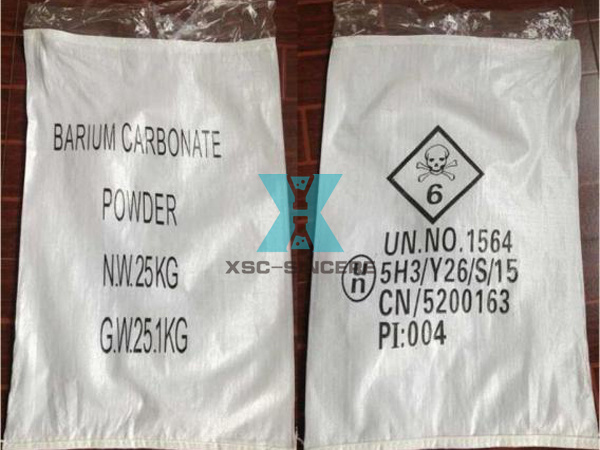 BARIUM CARBONATE
POWDER
N.W.25KG
G.W.25.1KG
XSC-SINCERE
6
UN.NO.1564
un 5H3/Y26/S/15
CN/5200163
PI:004